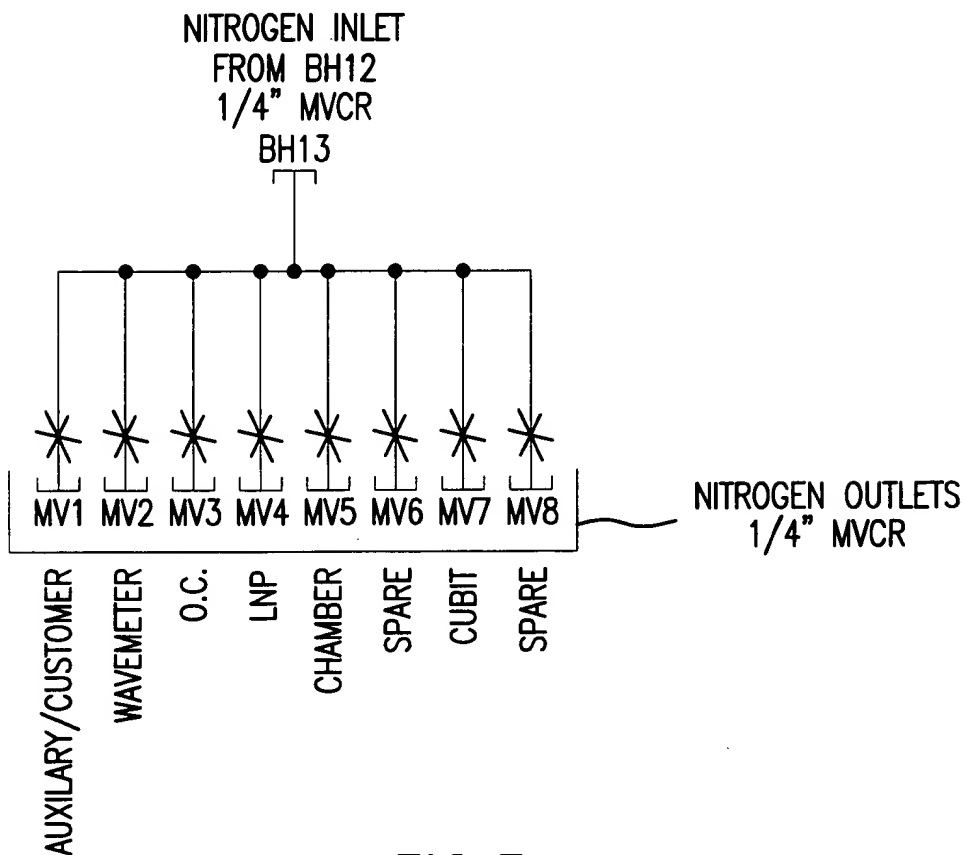 NITROGEN INLET
FROM BH12
1/4" MVCR
BH13
MV1 MV2 MV3 MV4 MV5 MV6 MV7 MV8
NITROGEN OUTLETS
1/4" MVCR
AUXILARY/CUSTOMER
WAVEMETER
O.C.
LNP
CHAMBER
SPARE
CUBIT
SPARE